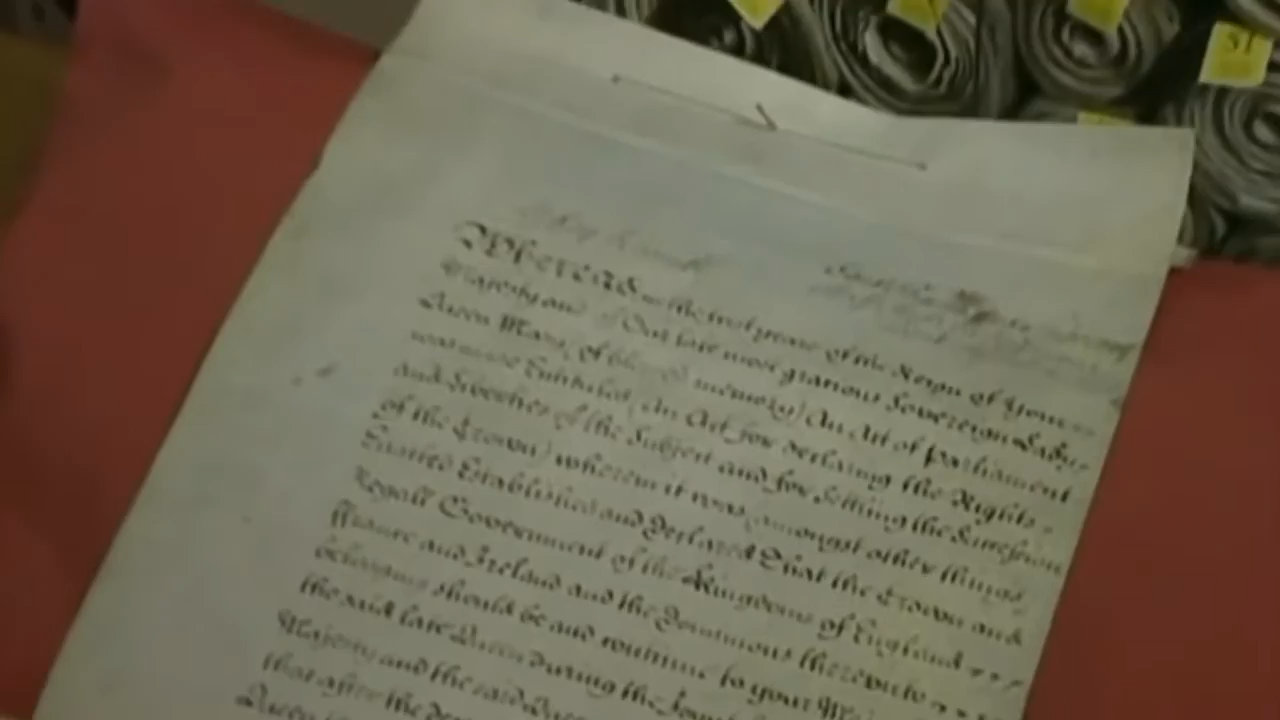 Whereas in the first yeare of the Reign of Your
Majesty and of Our late most gracious Sovereign Lady
Queen Mary (of blessed memory) An Act of Parliament
was made Intituled (An Act for declaring the Rights
and Liberties of the Subject and for settling the Succession
of the Crown) wherein it was amongst other things
Enacted Established and Declared That the Crown and
Regall Government of the Kingdoms of England
France and Ireland and the Dominions thereunto
belonging should be and continue to your
the said late Queen during the
Majesty and the said
that after the
Queen
51